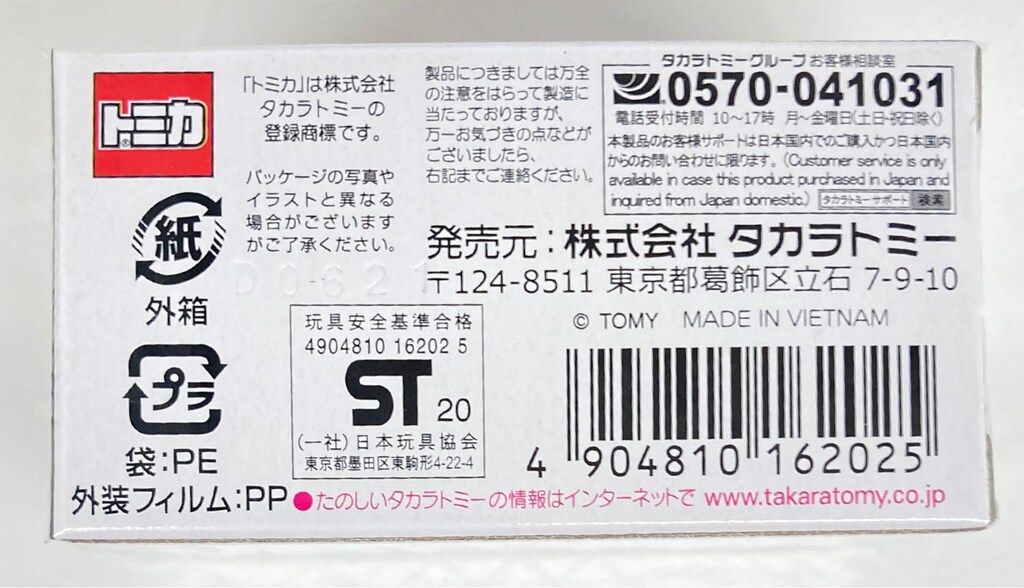 トミカ
「トミカ」は株式会社
タカラトミーの
登録商標です。
パッケージの写真や
イラストと異なる
場合がございます
がご了承ください。
製品につきましては万全
の注意をはらって製造に
当たっておりますが、
万一お気づきの点などが
ございましたら、
右記までご連絡ください。
タカラトミーグループお客様相談室
0570-041031
電話受付時間 10～17時 月～金曜日(土日・祝日除く)
本製品のお客様サポートは日本国内でのご購入かつ日本国内
からのお問い合わせに限ります。(Customer service is only
available in case this product purchased in Japan and
inquired from Japan domestic.) タカラトミーサポート 検索
発売元：株式会社 タカラトミー
〒124-8511 東京都葛飾区立石 7-9-10
© TOMY MADE IN VIETNAM
紙
外箱
プラ
袋：PE
外装フィルム：PP
D0621
玩具安全基準合格
4904810 16202 5
ST 20
(一社)日本玩具協会
東京都墨田区東駒形4-22-4
4 904810 162025
●たのしいタカラトミーの情報はインターネットで www.takaratomy.co.jp